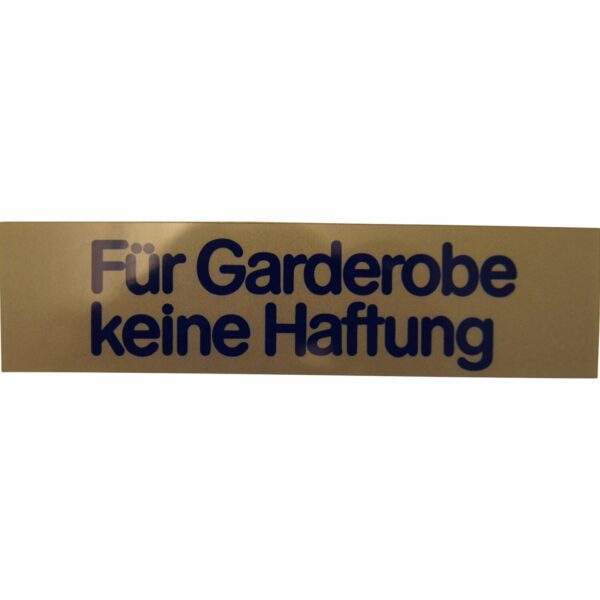 Für Garderobe
keine Haftung